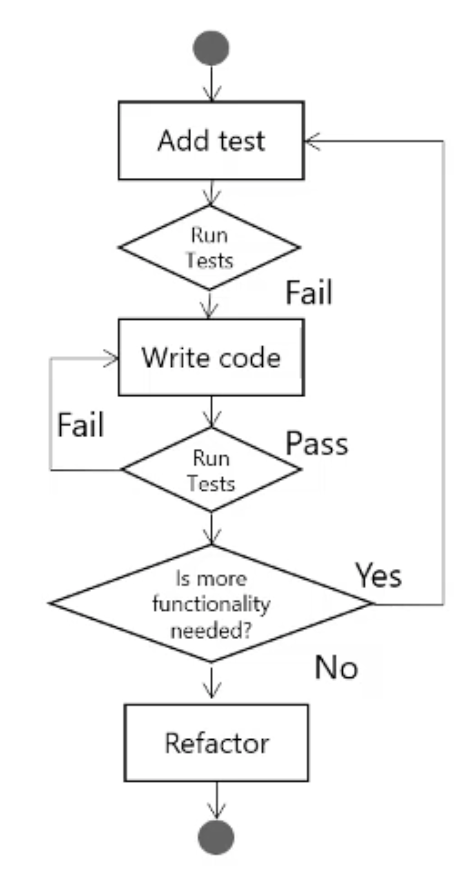 Add test
Run
Tests
Fail
Write code
Fail
Pass
Run
Tests
Is more
functionality
needed?
Yes
No
Refactor